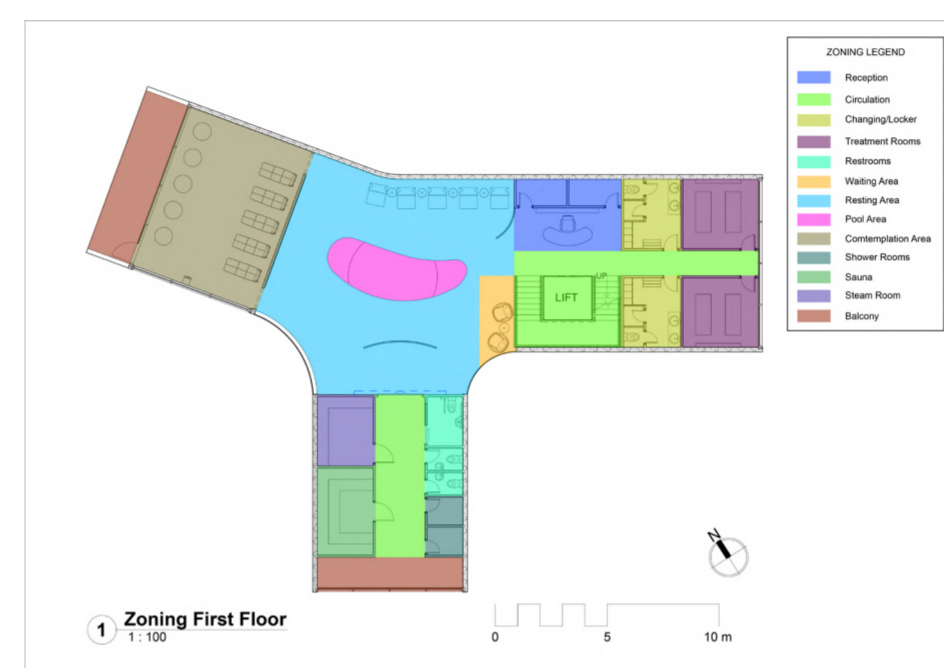 ZONING LEGEND
Reception
Circulation
Changing/Locker
Treatment Rooms
Restrooms
Waiting Area
Resting Area
Pool Area
Comtemplation Area
Shower Rooms
Sauna
Steam Room
Balcony
UP
LIFT
N
1
Zoning First Floor
1 : 100
0 5 10 m